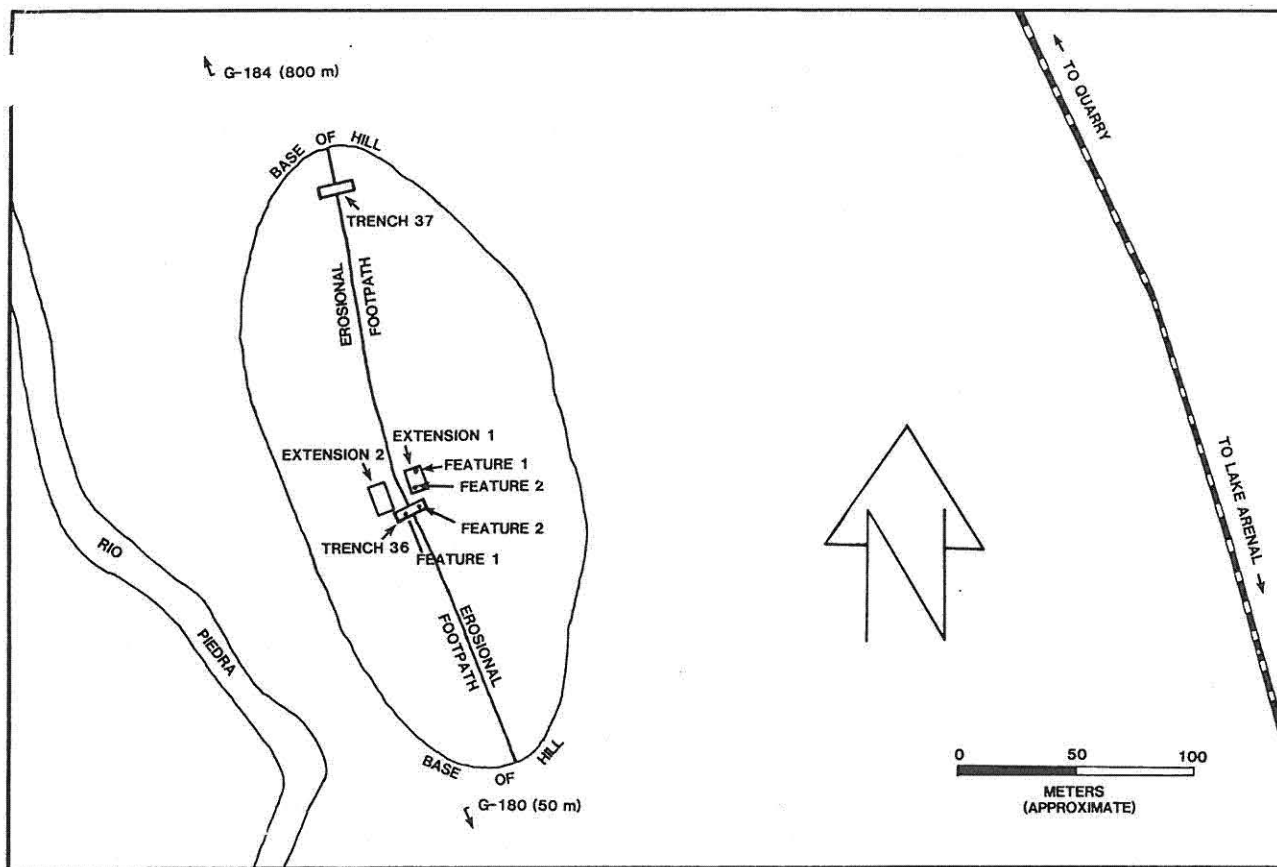 G-184 (800 m)
TO QUARRY
BASE OF HILL
TRENCH 37
EROSIONAL
FOOTPATH
EXTENSION 1
EXTENSION 2
FEATURE 1
FEATURE 2
FEATURE 2
TRENCH 36
FEATURE 1
TO LAKE ARENAL
RIO PIEDRA
EROSIONAL
FOOTPATH
BASE OF HILL
G-180 (50 m)
N
0 50 100
METERS
(APPROXIMATE)